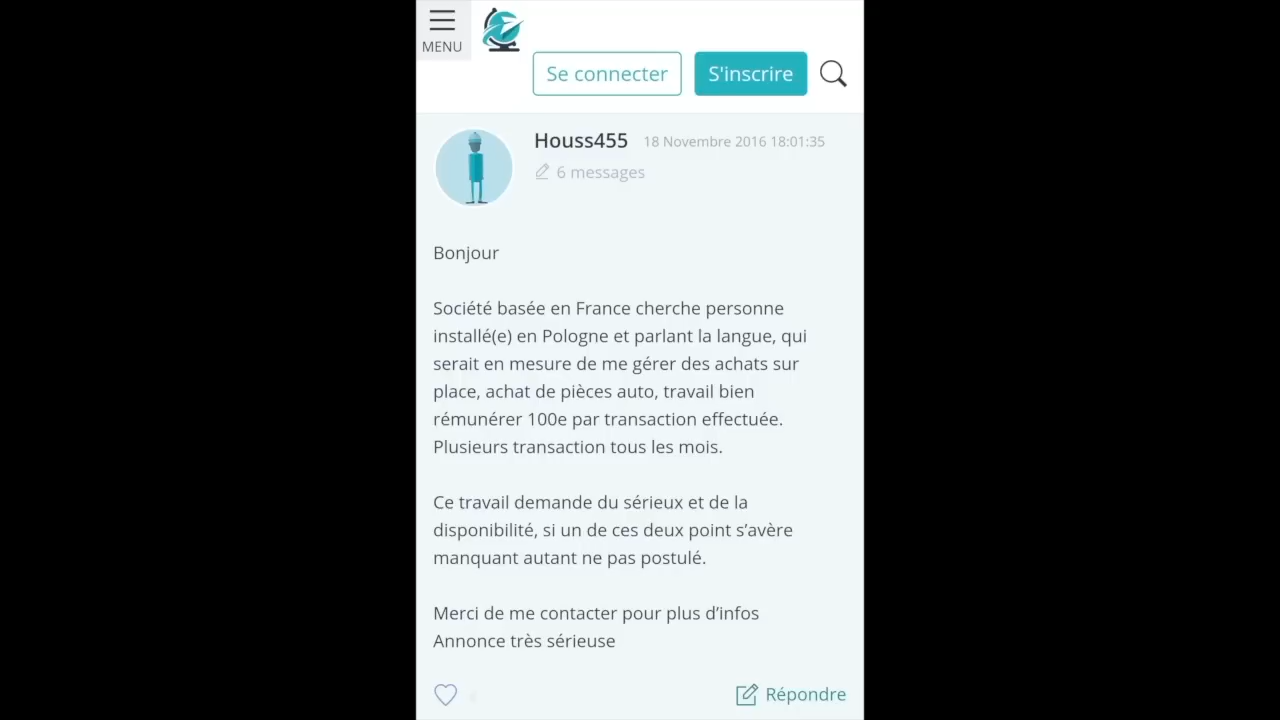 MENU
Se connecter
S'inscrire
Houss455 18 Novembre 2016 18:01:35
6 messages
Bonjour
Société basée en France cherche personne
installé(e) en Pologne et parlant la langue, qui
serait en mesure de me gérer des achats sur
place, achat de pièces auto, travail bien
rémunérer 100e par transaction effectuée.
Plusieurs transaction tous les mois.
Ce travail demande du sérieux et de la
disponibilité, si un de ces deux point s’avère
manquant autant ne pas postulé.
Merci de me contacter pour plus d’infos
Annonce très sérieuse
Répondre